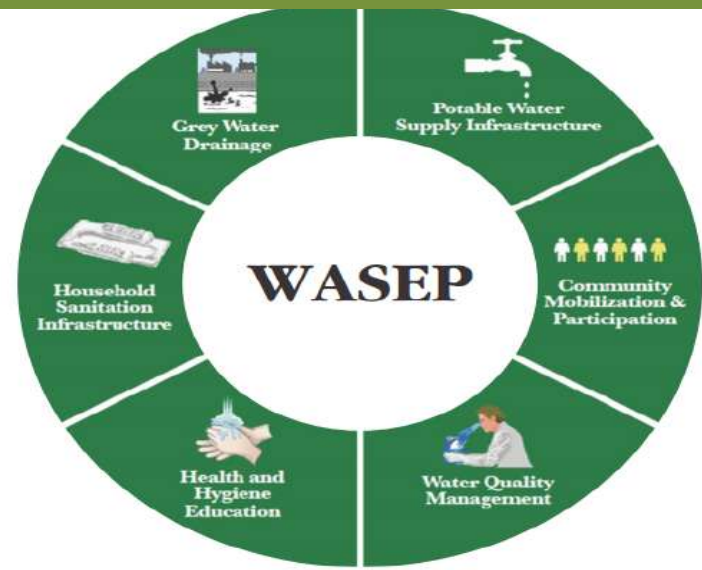 Grey Water
Drainage
Potable Water
Supply Infrastructure
Household
Sanitation
Infrastructure
WASEP
Community
Mobilization &
Participation
Health and
Hygiene
Education
Water Quality
Management